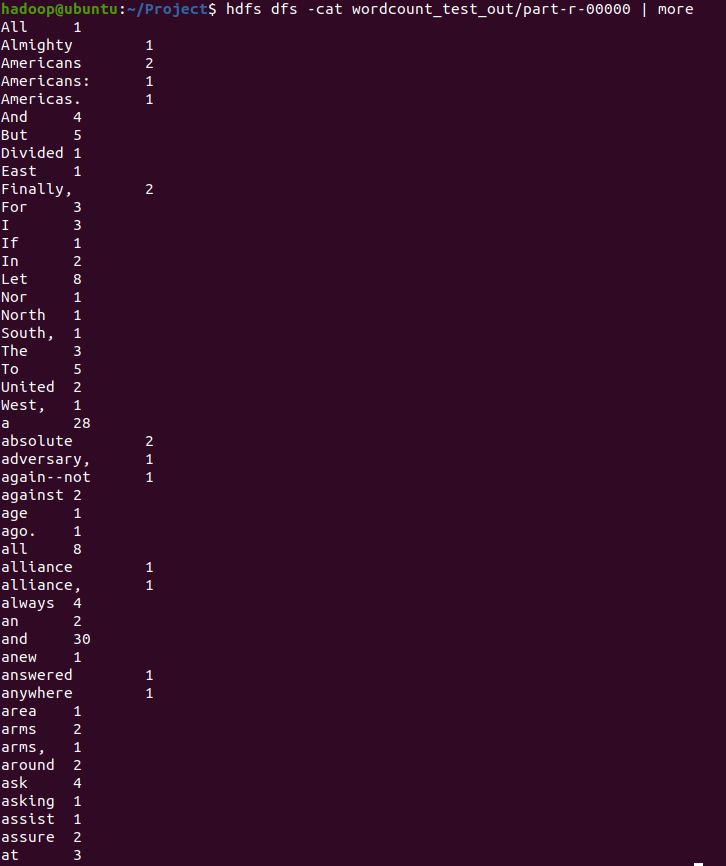 hadoop@ubuntu:~/Project$ hdfs dfs -cat wordcount_test_out/part-r-00000 | more
All 1
Almighty 1
Americans 2
Americans: 1
Americas. 1
And 4
But 5
Divided 1
East 1
Finally, 2
For 3
I 3
If 1
In 2
Let 8
Nor 1
North 1
South, 1
The 3
To 5
United 2
West, 1
a 28
absolute 2
adversary, 1
again--not 1
against 2
age 1
ago. 1
all 8
alliance 1
alliance, 1
always 4
an 2
and 30
anew 1
answered 1
anywhere 1
area 1
arms 2
arms, 1
around 2
ask 4
asking 1
assist 1
assure 2
at 3